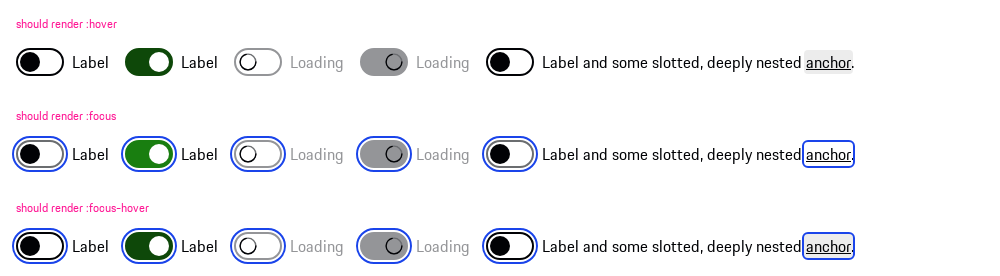 should render :hover
Label Label Loading Loading Label and some slotted, deeply nested anchor.
should render :focus
Label Label Loading Loading Label and some slotted, deeply nested anchor.
should render :focus-hover
Label Label Loading Loading Label and some slotted, deeply nested anchor.